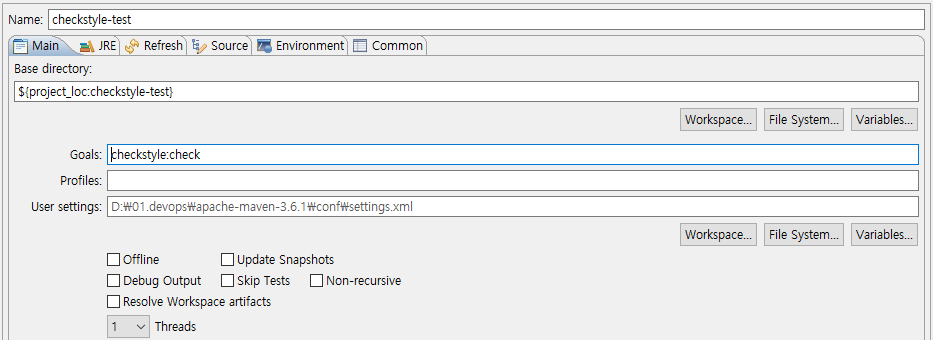 Name: checkstyle-test
Main JRE Refresh Source Environment Common
Base directory:
${project_loc:checkstyle-test}
Workspace... File System... Variables...
Goals: checkstyle:check
Profiles:
User settings: D:₩01.devops₩apache-maven-3.6.1₩conf₩settings.xml
Workspace... File System... Variables...
Offline Update Snapshots
Debug Output Skip Tests Non-recursive
Resolve Workspace artifacts
1 Threads